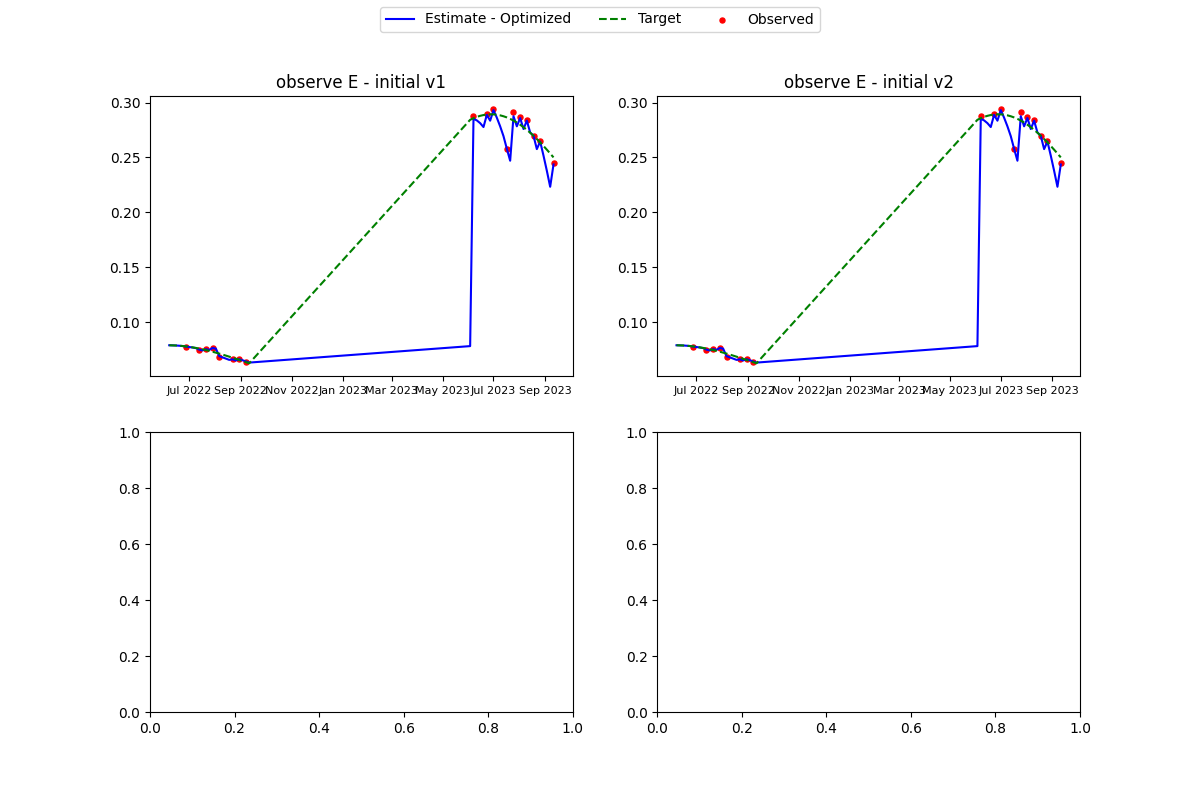 Estimate - Optimized Target Observed
observe E - initial v1 observe E - initial v2
0.30 0.30
0.25 0.25
0.20 0.20
0.15 0.15
0.10 0.10
Jul 2022 Sep 2022 Nov 2022 Jan 2023 Mar 2023 May 2023 Jul 2023 Sep 2023 Jul 2022 Sep 2022 Nov 2022 Jan 2023 Mar 2023 May 2023 Jul 2023 Sep 2023
1.0 1.0
0.8 0.8
0.6 0.6
0.4 0.4
0.2 0.2
0.0 0.0
0.0 0.2 0.4 0.6 0.8 1.0 0.0 0.2 0.4 0.6 0.8 1.0